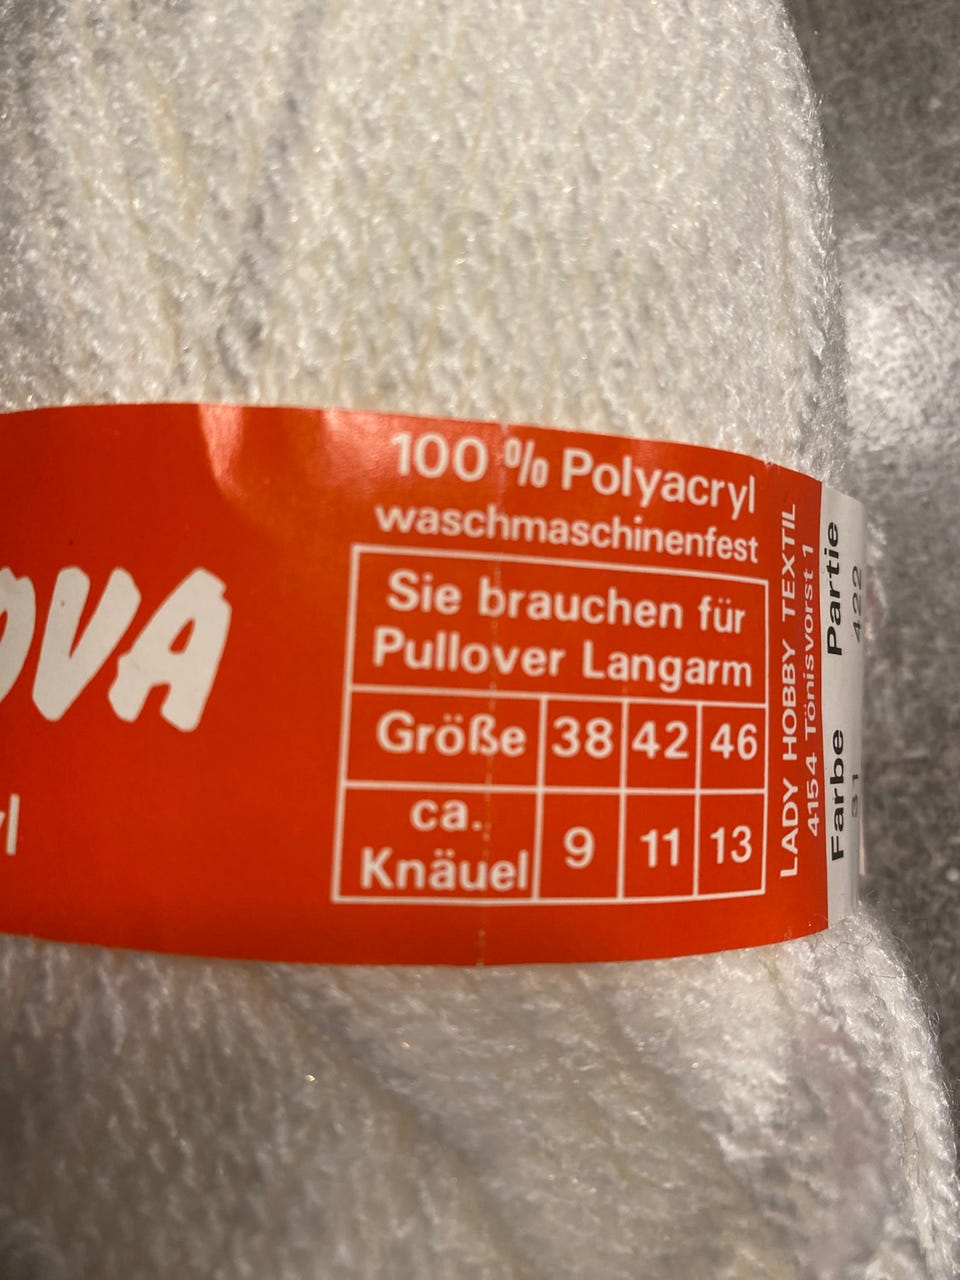 OVA
yl
100 % Polyacryl
waschmaschinenfest
Sie brauchen für
Pullover Langarm
Größe 38 42 46
ca.
Knäuel 9 11 13
LADY HOBBY TEXTIL
4154 Tönisvorst 1
Farbe Partie
31 422